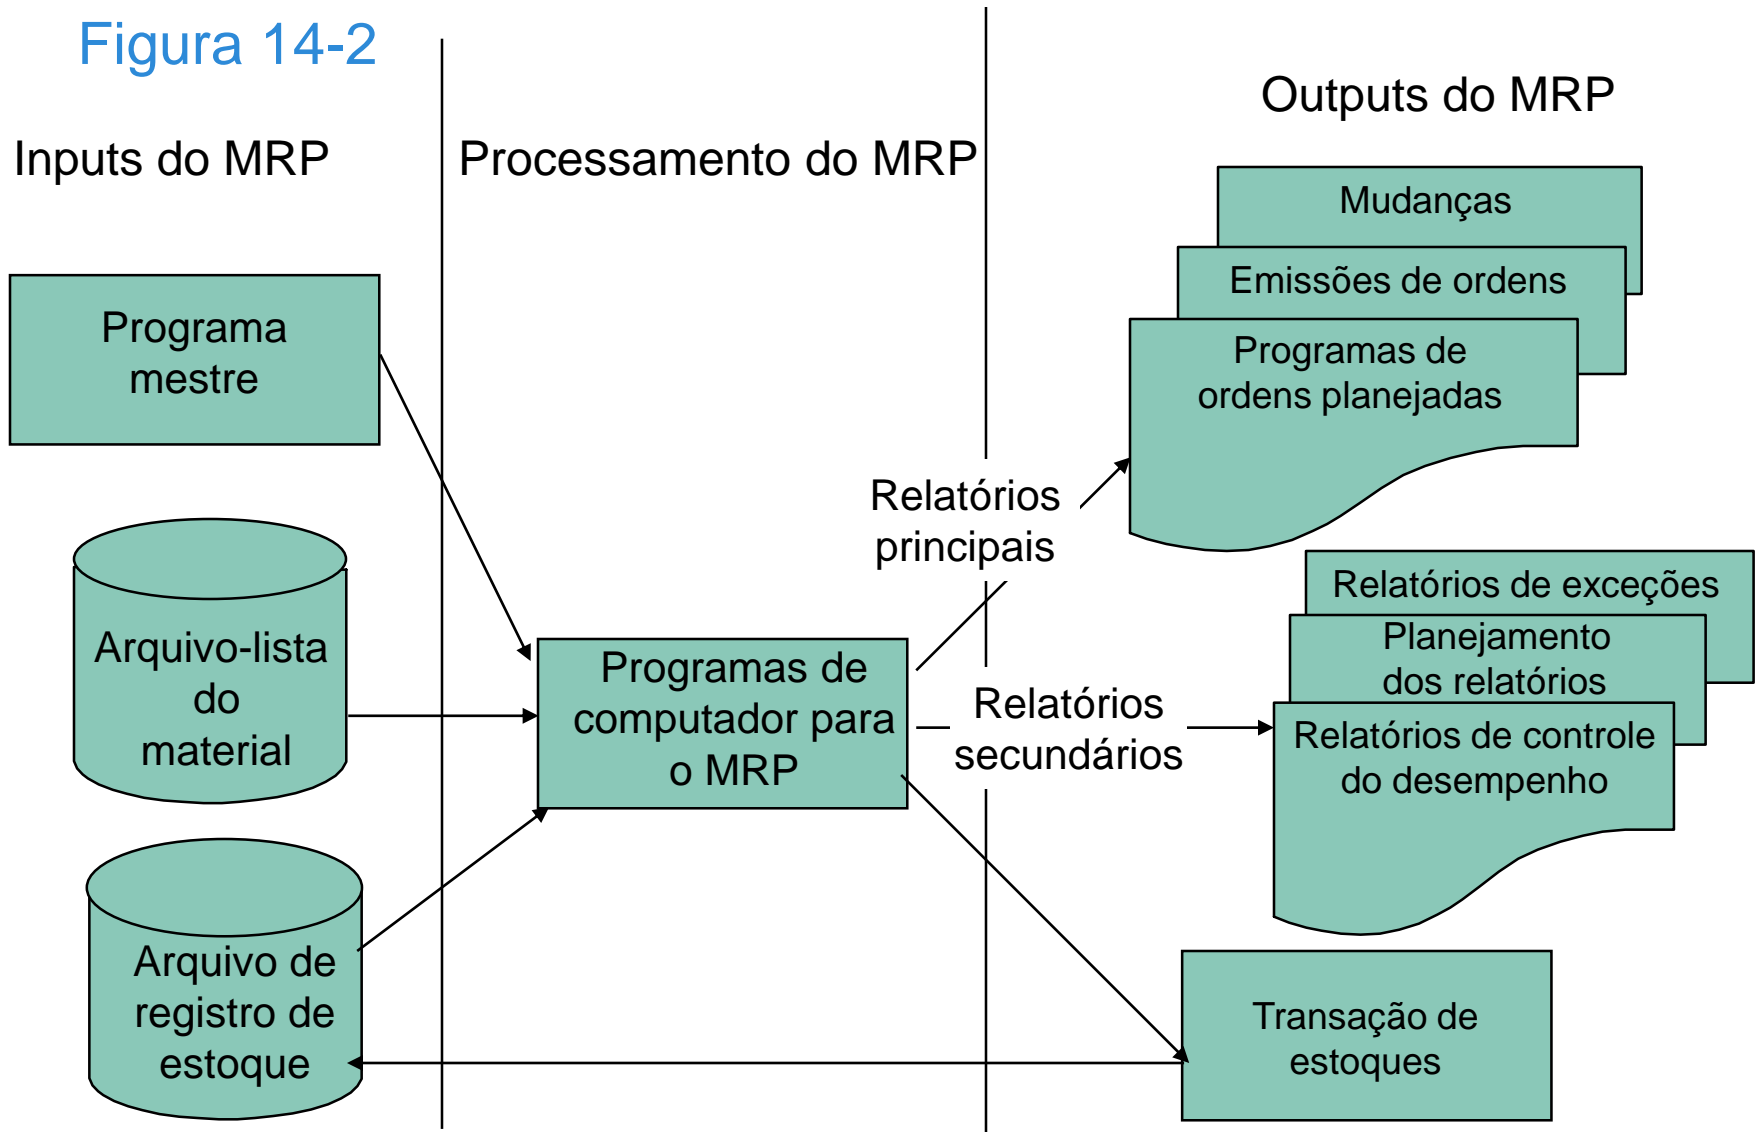 Figura 14-2
Inputs do MRP
Processamento do MRP
Outputs do MRP
Programa
mestre
Arquivo-lista
do
material
Arquivo de
registro de
estoque
Programas de
computador para
o MRP
Relatórios
principais
Relatórios
secundários
Mudanças
Emissões de ordens
Programas de
ordens planejadas
Relatórios de exceções
Planejamento
dos relatórios
Relatórios de controle
do desempenho
Transação de
estoques